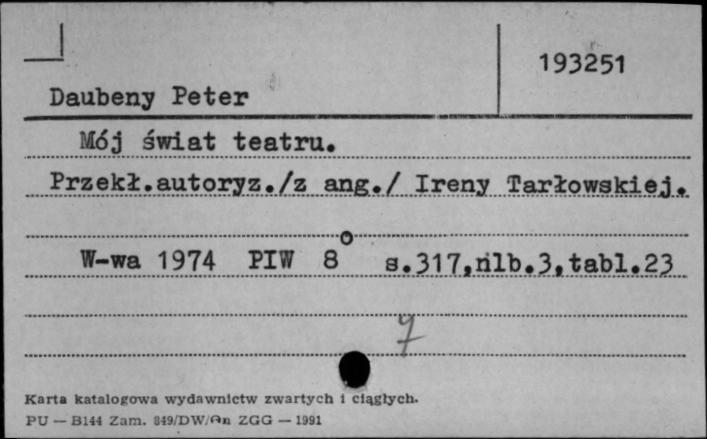 193251
Daubeny Peter
Mój świat teatru.
Przekł.autoryz./z ang./ Ireny Tarłowskiej.
W-wa 1974 PIW 8° s.317,nlb.3,tabl.23
7
Karta katalogowa wydawnictw zwartych i ciągłych.
PU — B144 Zam. 849/DW/ ZGG — 1991